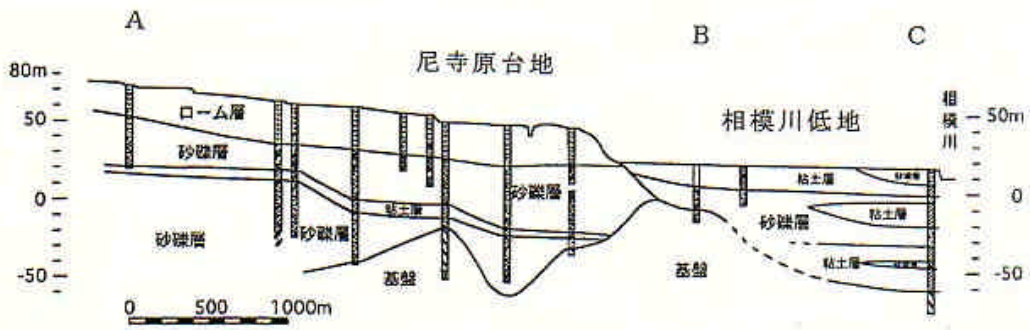 A
B
C
尼寺原台地
相模川低地
相模川
80m
50
0
-50
50m
0
-50
ローム層
砂礫層
粘土層
砂礫層
砂礫層
砂礫層
基盤
基盤
粘土層
砂礫層
粘土層
粘土層
0 500 1000m